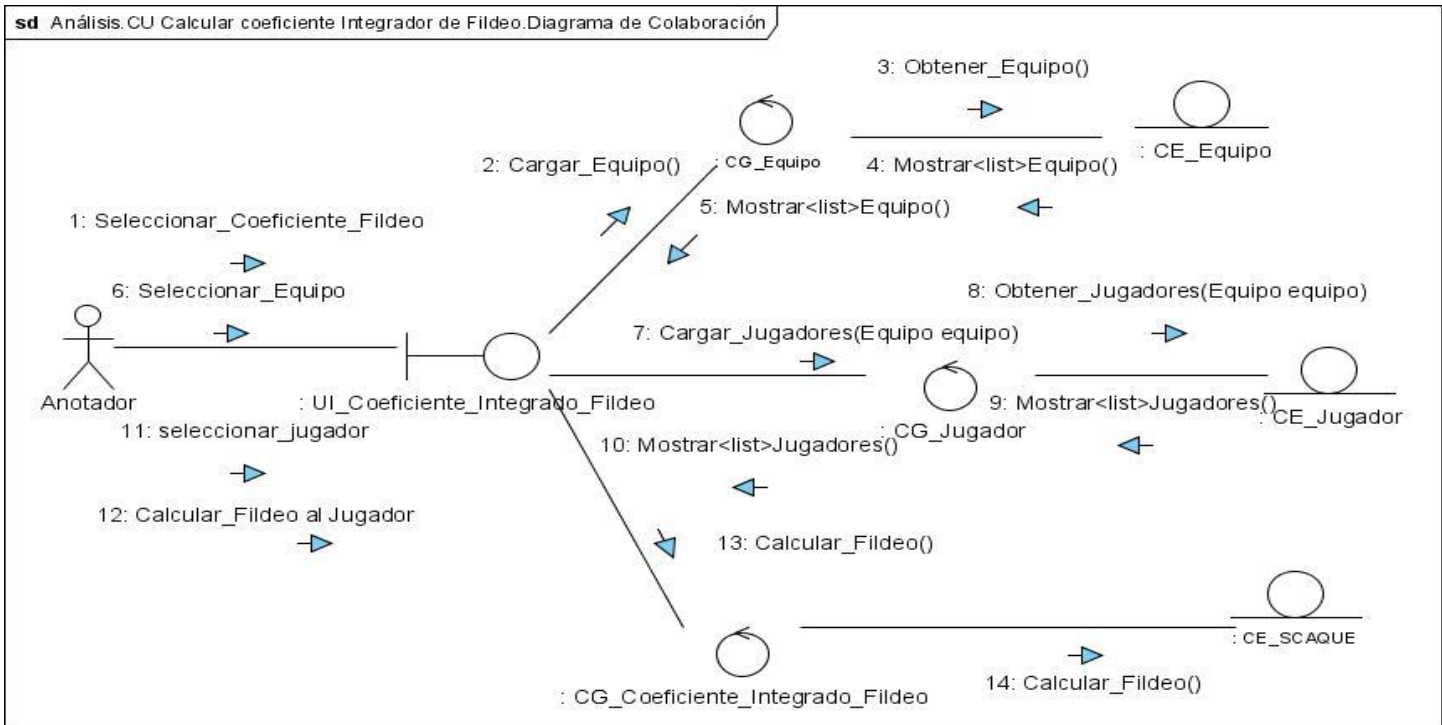 sd Análisis.CU Calcular coeficiente Integrador de Fildeo.Diagrama de Colaboración
3: Obtener_Equipo()
2: Cargar_Equipo()
: CG_Equipo
4: Mostrar<list>Equipo()
: CE_Equipo
1: Seleccionar_Coeficiente_Fildeo
5: Mostrar<list>Equipo()
6: Seleccionar_Equipo
8: Obtener_Jugadores(Equipo equipo)
7: Cargar_Jugadores(Equipo equipo)
Anotador
: UI_Coeficiente_Integrado_Fildeo
9: Mostrar<list>Jugadores()
: CE_Jugador
11: seleccionar_jugador
10: Mostrar<list>Jugadores()
: CG_Jugador
12: Calcular_Fildeo al Jugador
13: Calcular_Fildeo()
: CE_SCAQUE
: CG_Coeficiente_Integrado_Fildeo
14: Calcular_Fildeo()